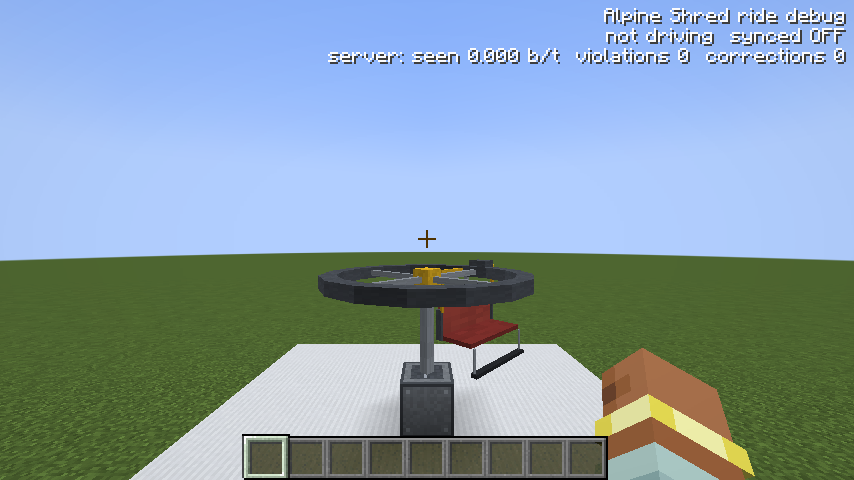 Alpine Shred ride debug
not driving synced OFF
server: seen 0.000 b/t violations 0 corrections 0